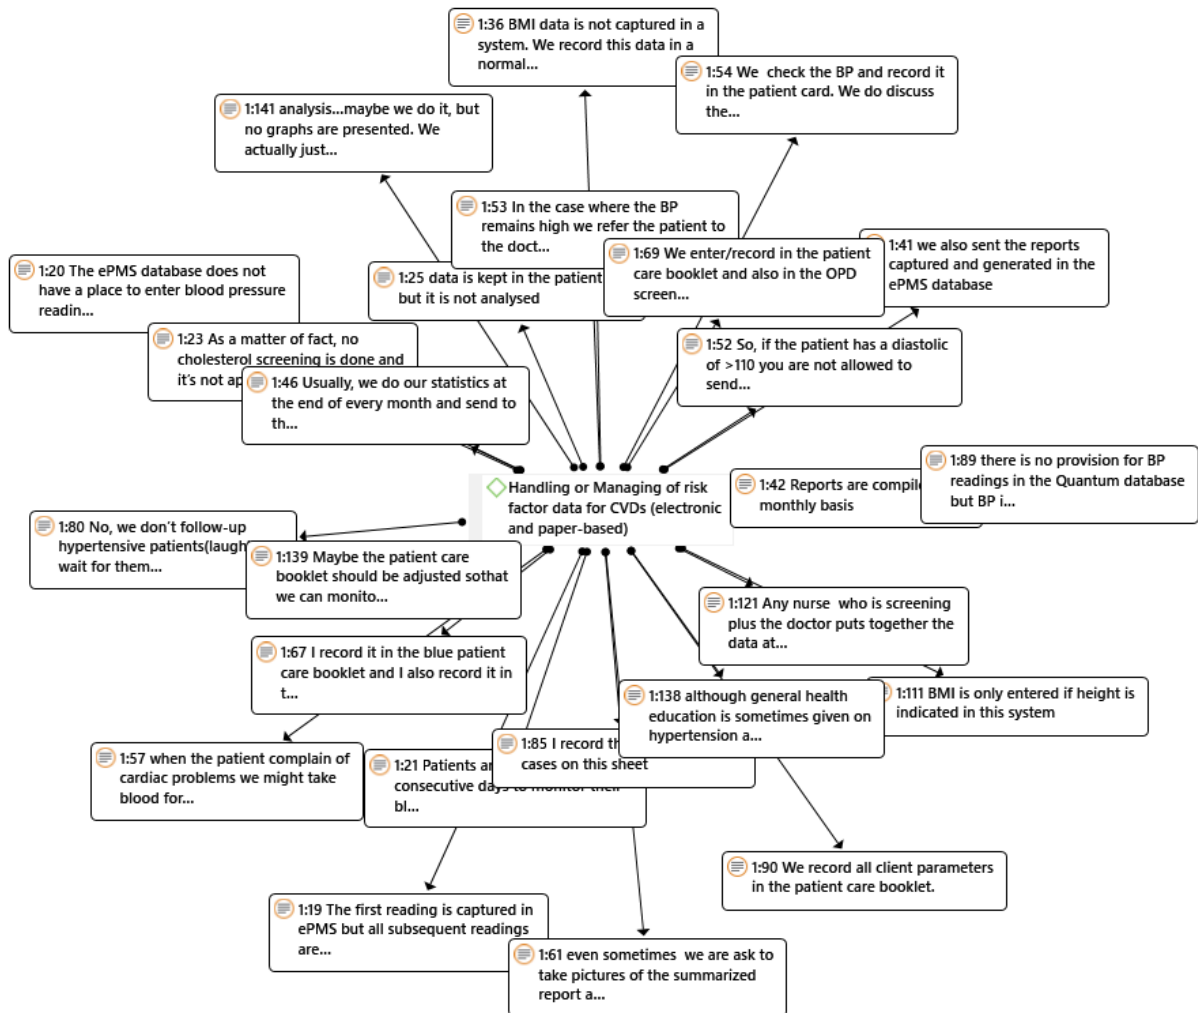 1:36 BMI data is not captured in a
system. We record this data in a
normal...
1:54 We  check the BP and record it
in the patient card. We do discuss
the...
1:141 analysis...maybe we do it, but
no graphs are presented. We
actually just...
1:53 In the case where the BP
remains high we refer the patient to
the doct...
1:69 We enter/record in the patient
care booklet and also in the OPD
screen...
1:41 we also sent the reports
captured and generated in the
ePMS database
1:20 The ePMS database does not
have a place to enter blood pressure
readin...
1:25 data is kept in the patient
but it is not analysed
1:23 As a matter of fact, no
cholesterol screening is done and
it's not
1:52 So, if the patient has a diastolic
of >110 you are not allowed to
send...
1:46 Usually, we do our statistics at
the end of every month and send to
th...
1:89 there is no provision for BP
readings in the Quantum database
but BP i...
Handling or Managing of risk
factor data for CVDs (electronic
and paper-based)
1:42 Reports are
monthly basis
1:80 No, we don't follow-up
hypertensive
wait for them...
1:139 Maybe the patient care
booklet should be adjusted sothat
we can monito...
1:121 Any nurse  who is screening
plus the doctor puts together the
data at...
1:67 I record it in the blue patient
care booklet and I also record it in
t...
1:138 although general health
education is sometimes given on
hypertension a...
1:111 BMI is only entered if height is
indicated in this system
1:57 when the patient complain of
cardiac problems we might take
blood for...
1:21 Patients
consecutive days to monitor their
bl...
1:85 I record
cases on this sheet
1:90 We record all client parameters
in the patient care booklet.
1:19 The first reading is captured in
ePMS but all subsequent readings
are...
1:61 even sometimes  we are ask to
take pictures of the summarized
report a...